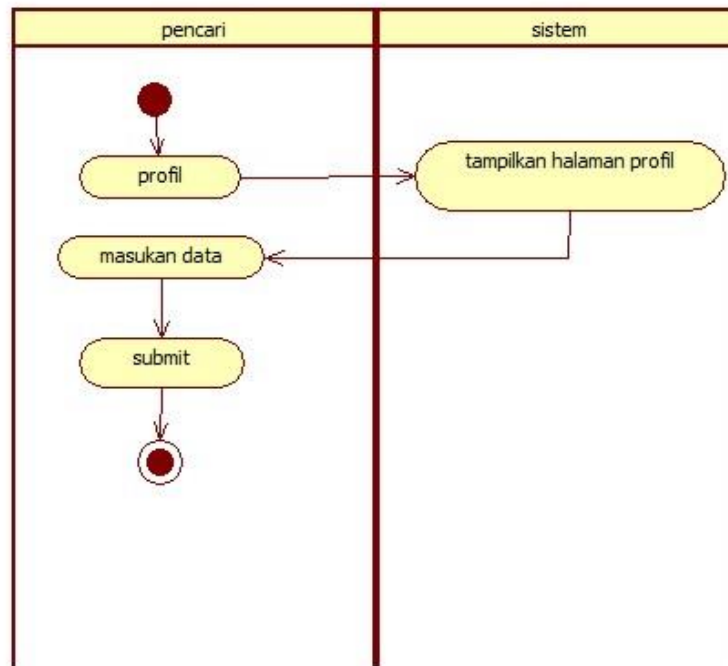 pencari
sistem
profil
tampilkan halaman profil
masukan data
submit